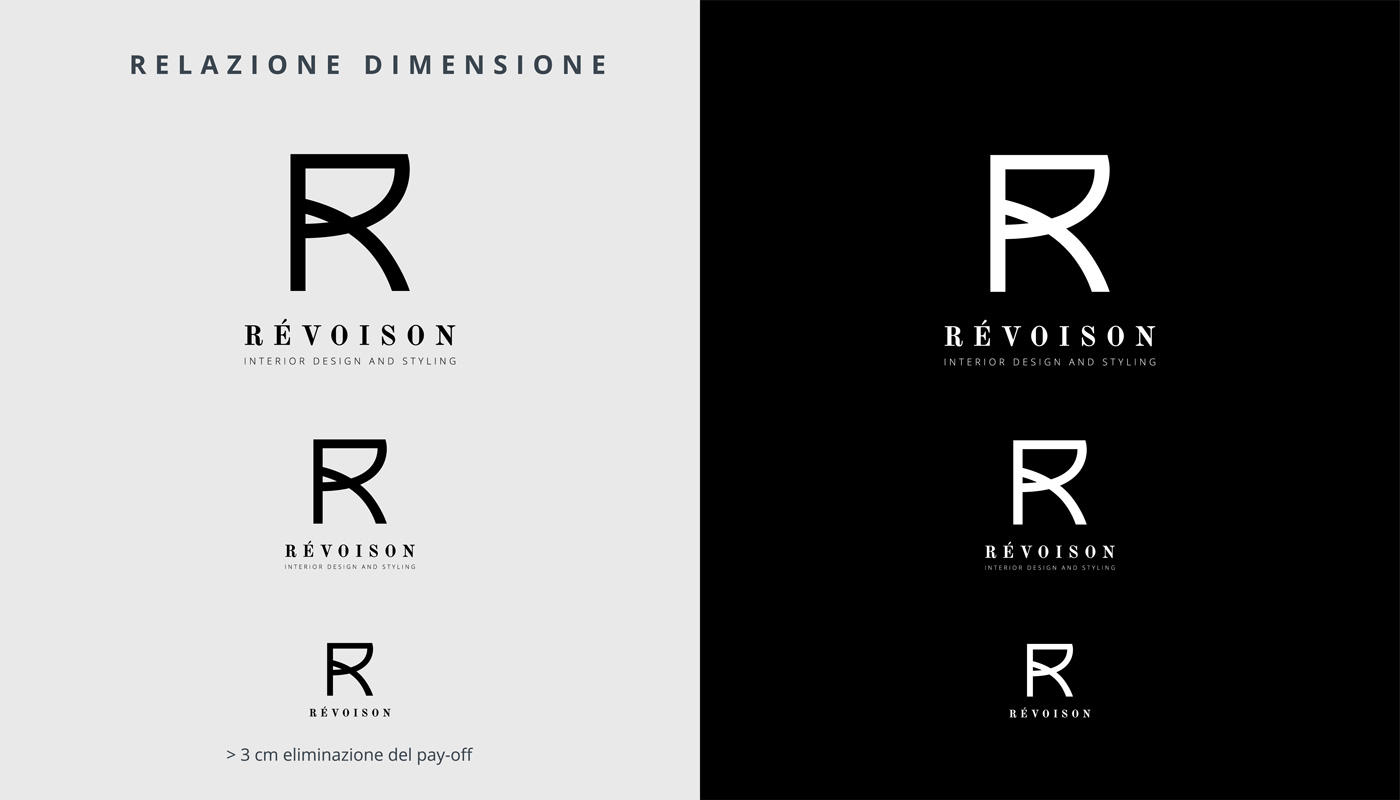 RELAZIONE DIMENSIONE
R
RÉVOISON
INTERIOR DESIGN AND STYLING
R
RÉVOISON
INTERIOR DESIGN AND STYLING
R
RÉVOISON
> 3 cm eliminazione del pay-off
R
RÉVOISON
INTERIOR DESIGN AND STYLING
R
RÉVOISON
INTERIOR DESIGN AND STYLING
R
RÉVOISON